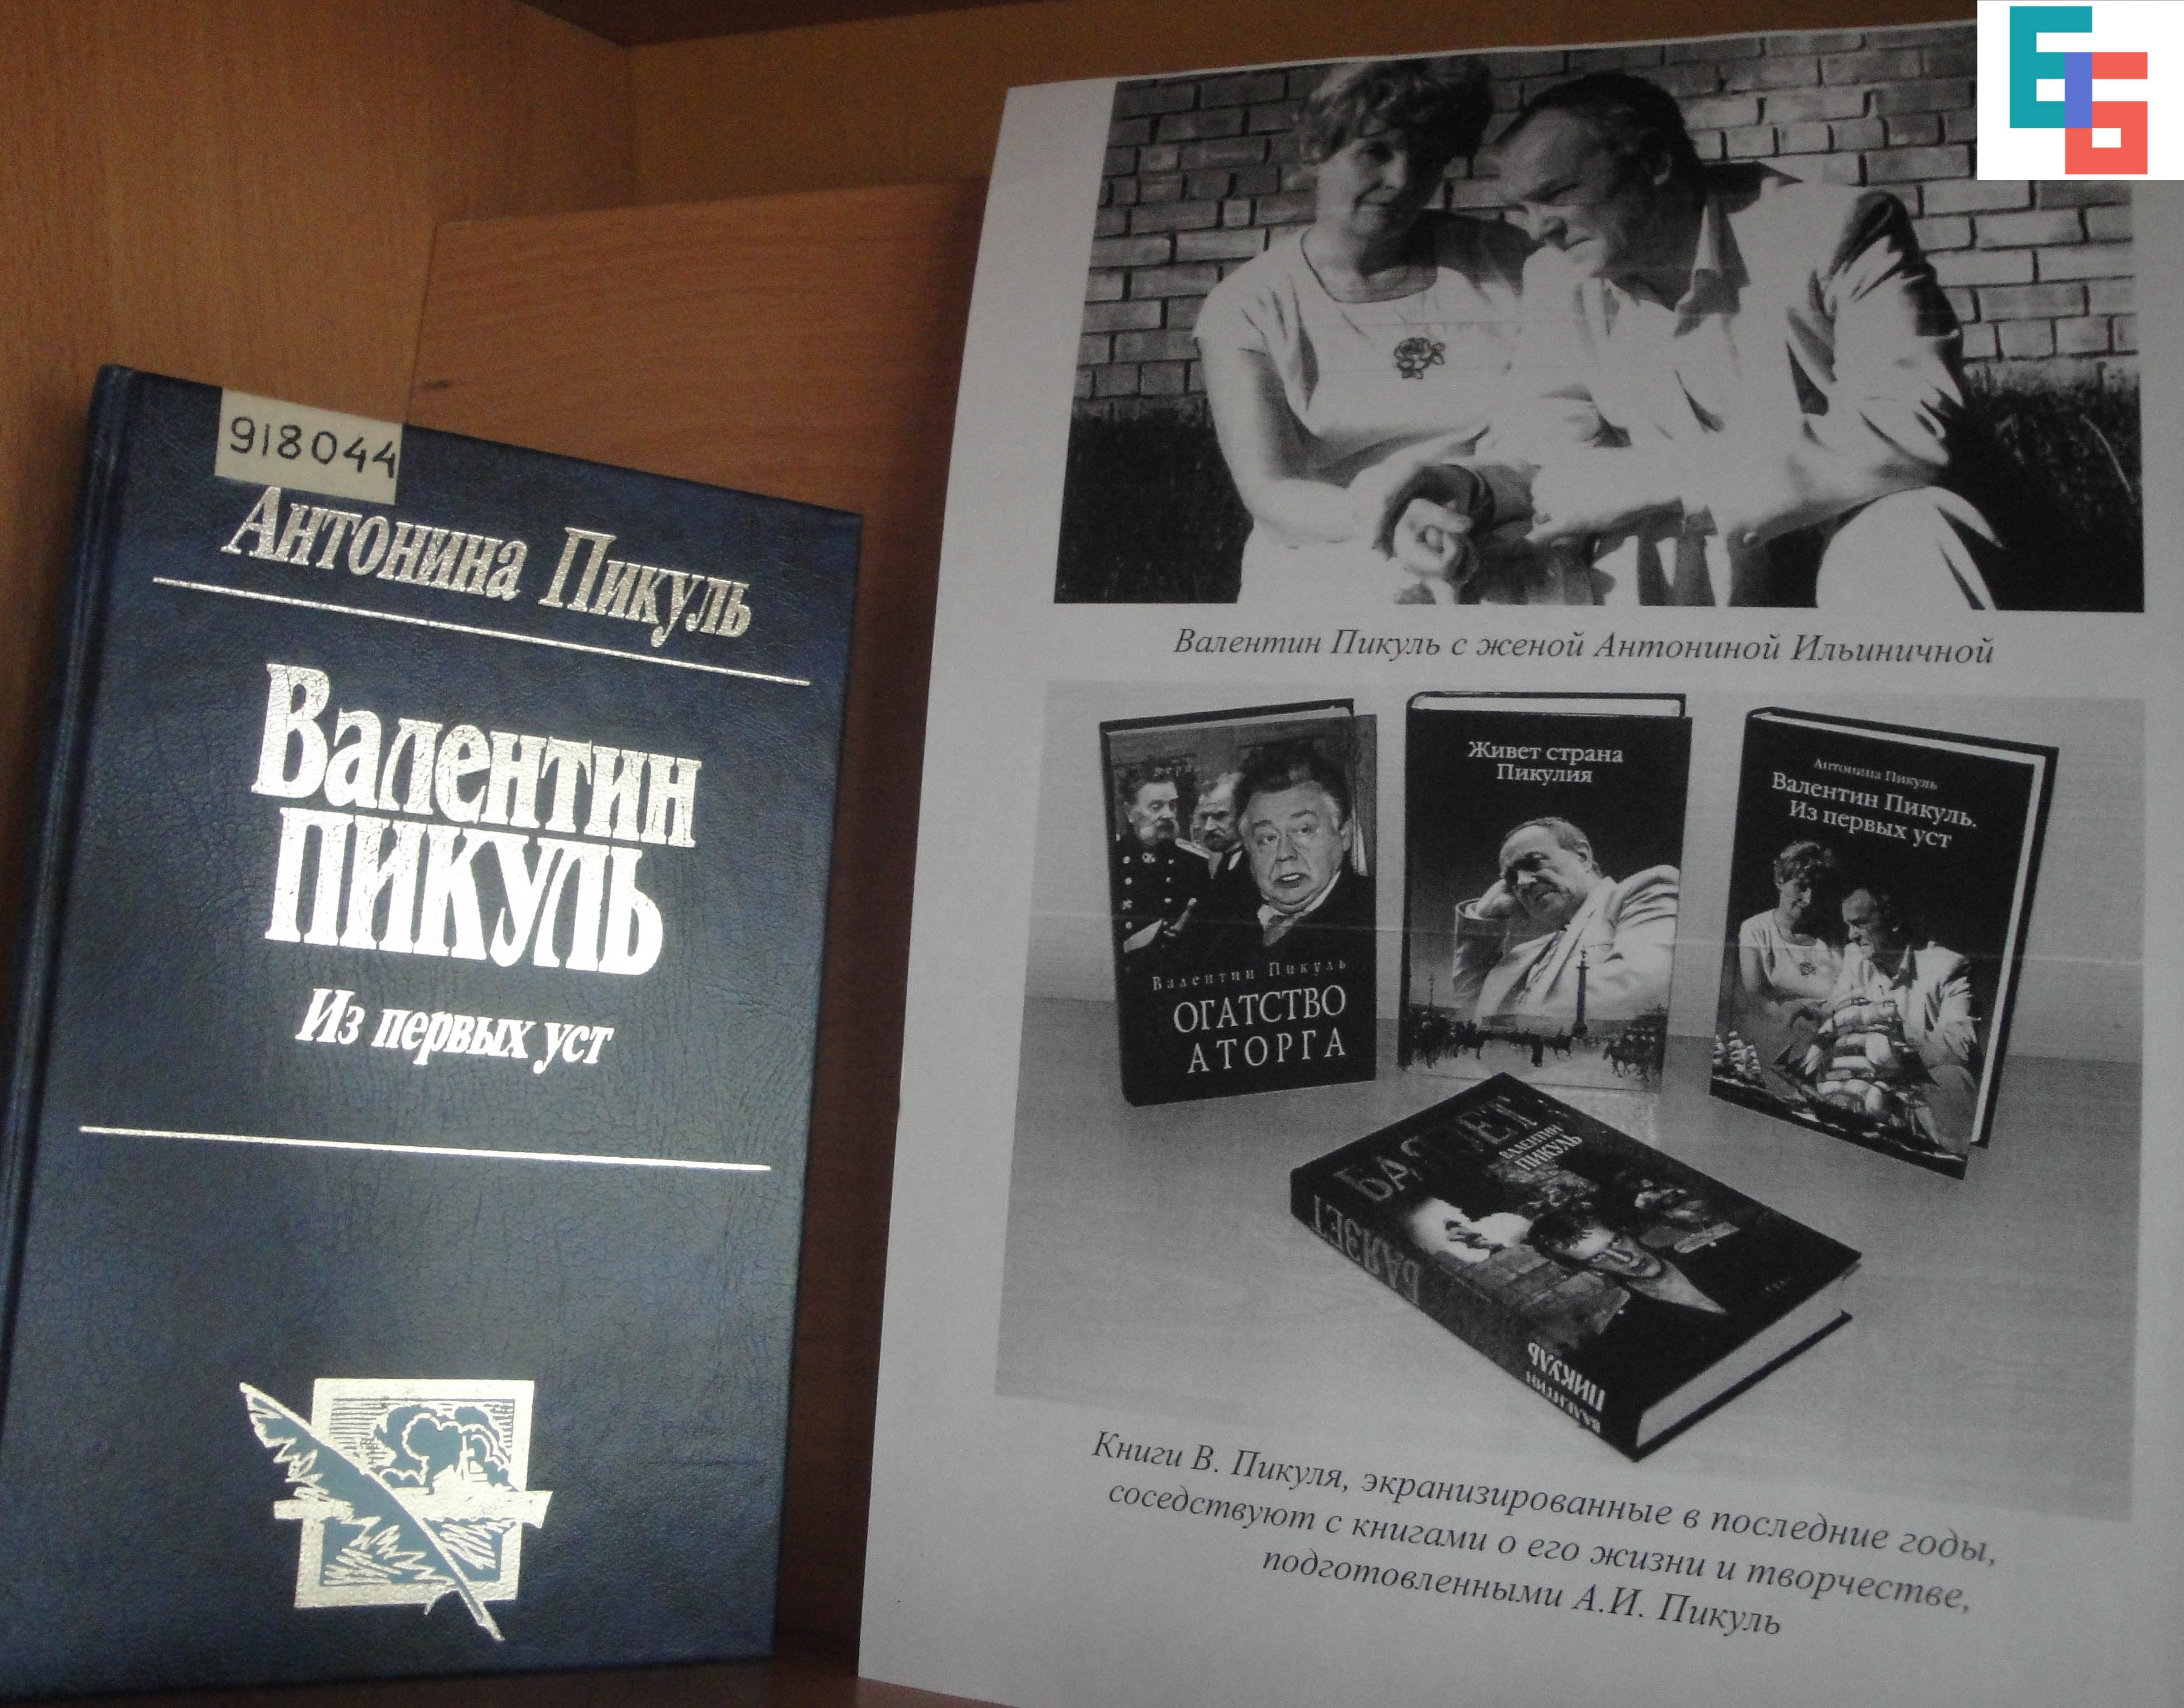 918044
Антонина Пикуль
Валентин
ПИКУЛЬ
Из первых уст
Валентин Пикуль с женой Антониной Ильиничной
Валентин Пикуль
ОГАТСТВО
АТОРГА
Живет страна
Пикулия
Антонина Пикуль
Валентин Пикуль.
Из первых уст
ВАЛЕНТИН
ПИКУЛЬ
БАЯЗЕТ
ВАЛЕНТИН
ПИКУЛЬ
Книги В. Пикуля, экранизированные в последние годы,
соседствуют с книгами о его жизни и творчестве,
подготовленными А.И. Пикуль